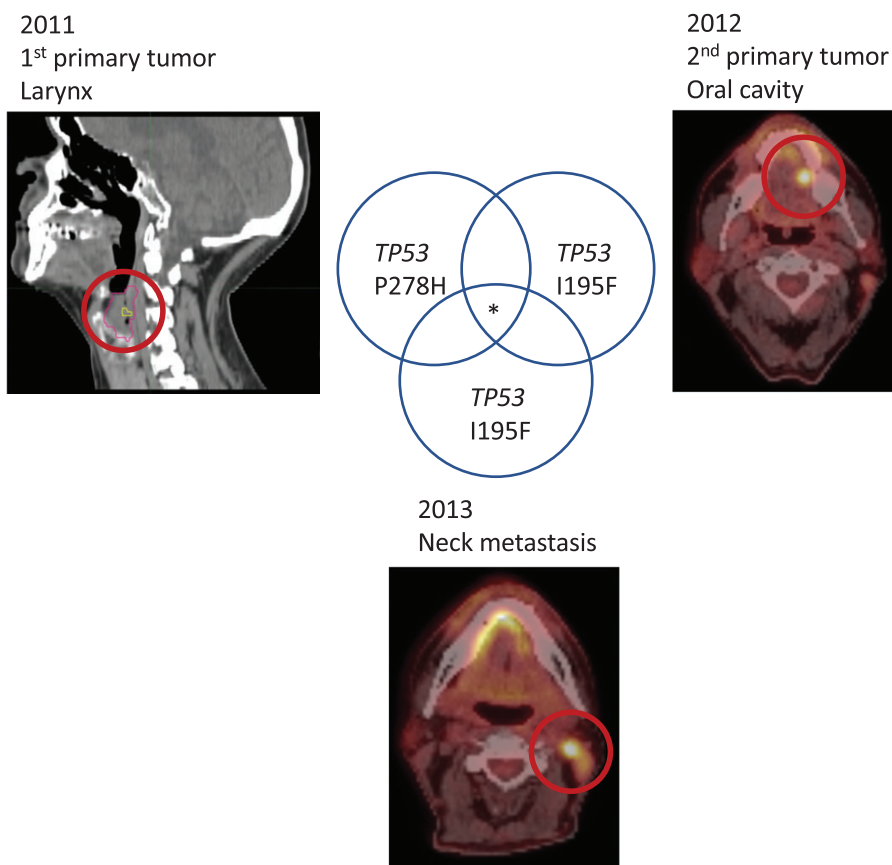 2011
1st primary tumor
Larynx
2012
2nd primary tumor
Oral cavity
TP53
P278H
TP53
I195F
*
TP53
I195F
2013
Neck metastasis